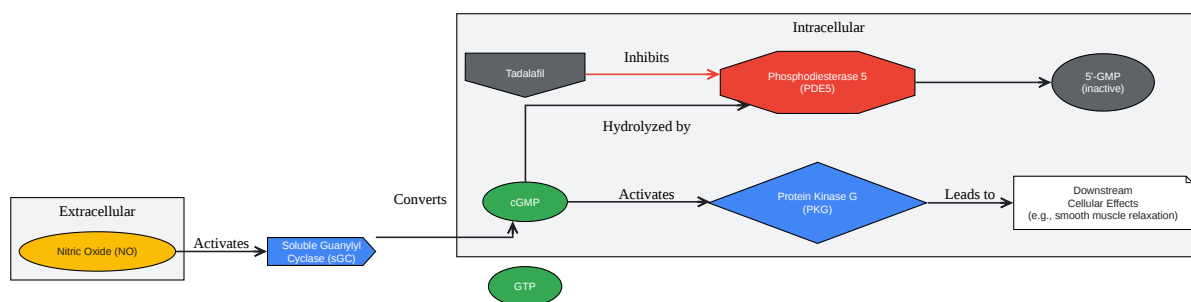 Intracellular
Tadalafil
Inhibits
Phosphodiesterase 5
(PDE5)
5'-GMP
(inactive)
Hydrolyzed by
Extracellular
Nitric Oxide (NO)
Activates
Soluble Guanylyl
Cyclase (sGC)
Converts
cGMP
Activates
Protein Kinase G
(PKG)
Leads to
Downstream
Cellular Effects
(e.g., smooth muscle relaxation)
GTP